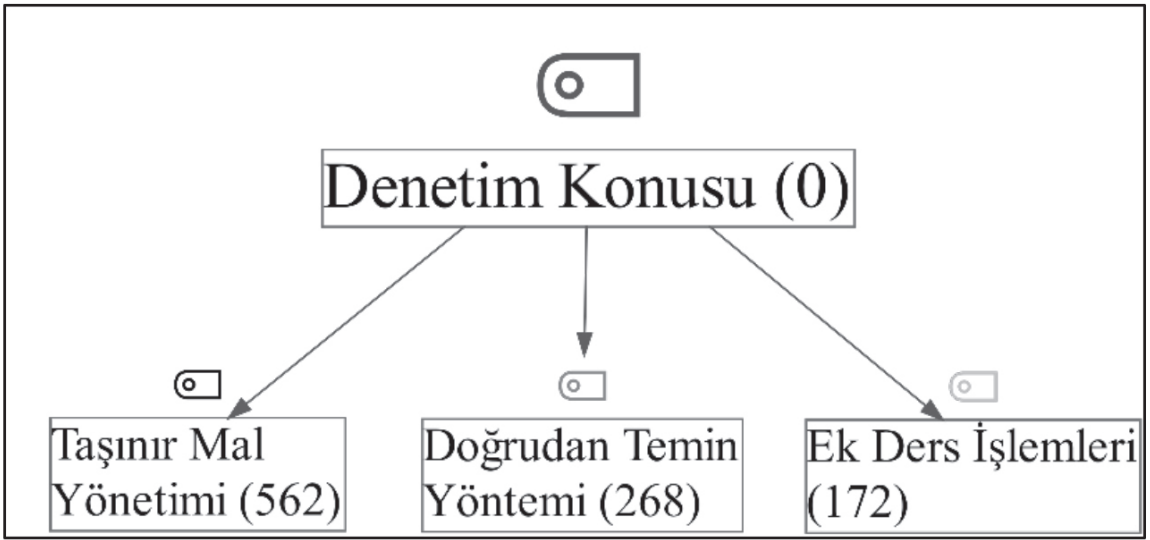 Denetim Konusu (0)
Taşınır Mal
Yönetimi (562)
Doğrudan Temin
Yöntemi (268)
Ek Ders İşlemleri
(172)